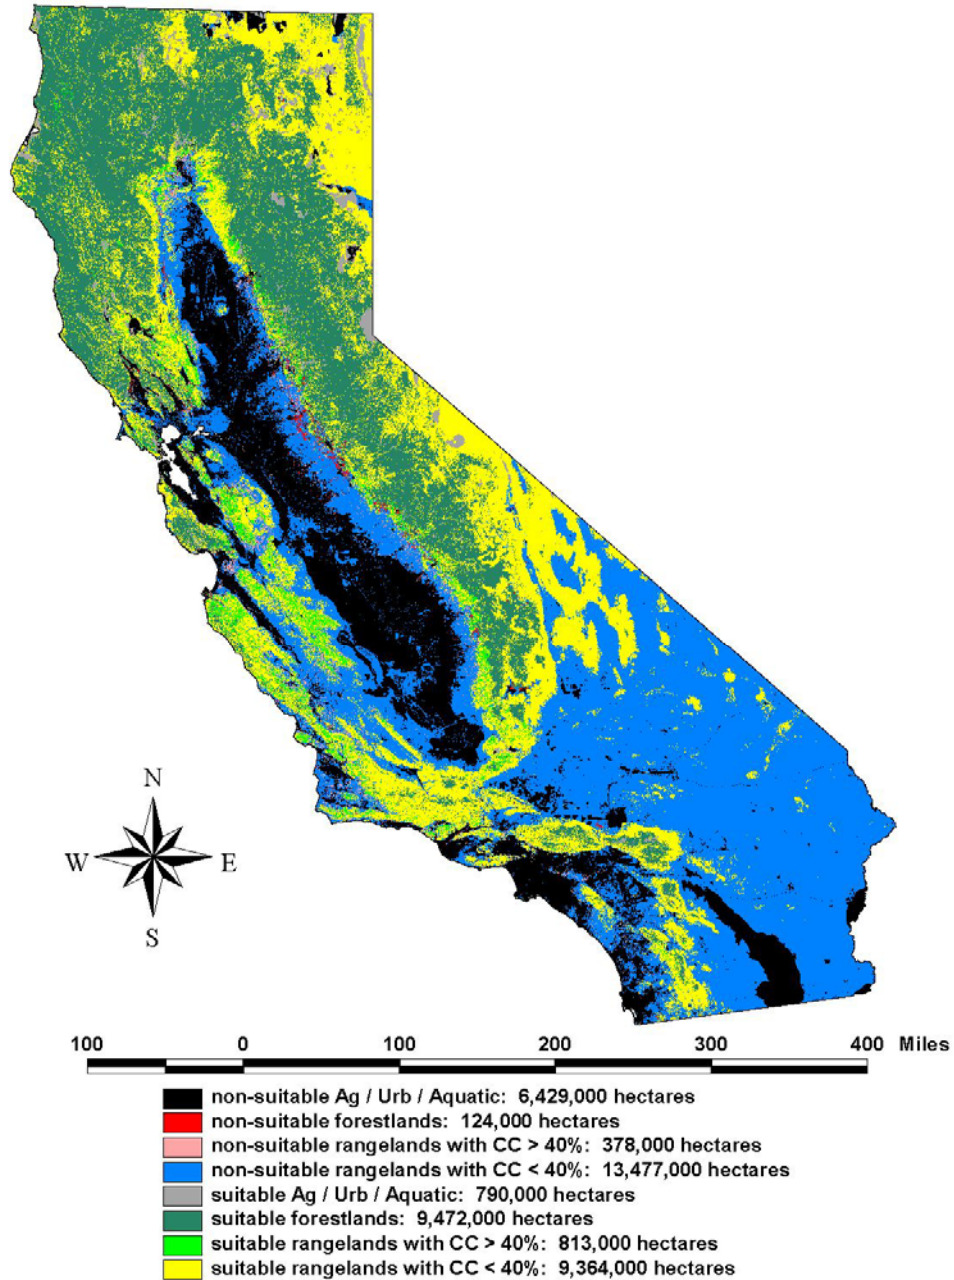 N
W E
S
100 0 100 200 300 400 Miles
non-suitable Ag / Urb / Aquatic: 6,429,000 hectares
non-suitable forestlands: 124,000 hectares
non-suitable rangelands with CC > 40%: 378,000 hectares
non-suitable rangelands with CC < 40%: 13,477,000 hectares
suitable Ag / Urb / Aquatic: 790,000 hectares
suitable forestlands: 9,472,000 hectares
suitable rangelands with CC > 40%: 813,000 hectares
suitable rangelands with CC < 40%: 9,364,000 hectares